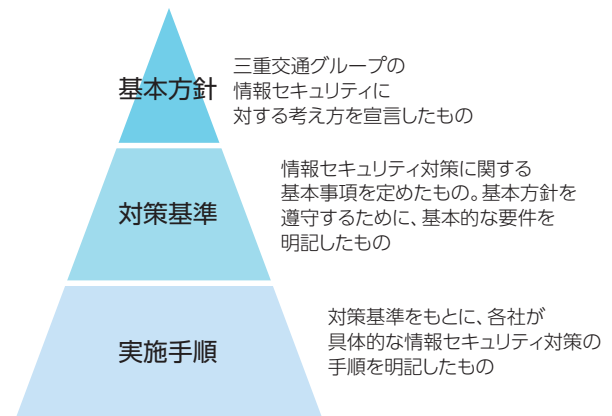 基本方針
三重交通グループの
情報セキュリティに
対する考え方を宣言したもの
対策基準
情報セキュリティ対策に関する
基本事項を定めたもの。基本方針を
遵守するために、基本的な要件を
明記したもの
実施手順
対策基準をもとに、各社が
具体的な情報セキュリティ対策の
手順を明記したもの